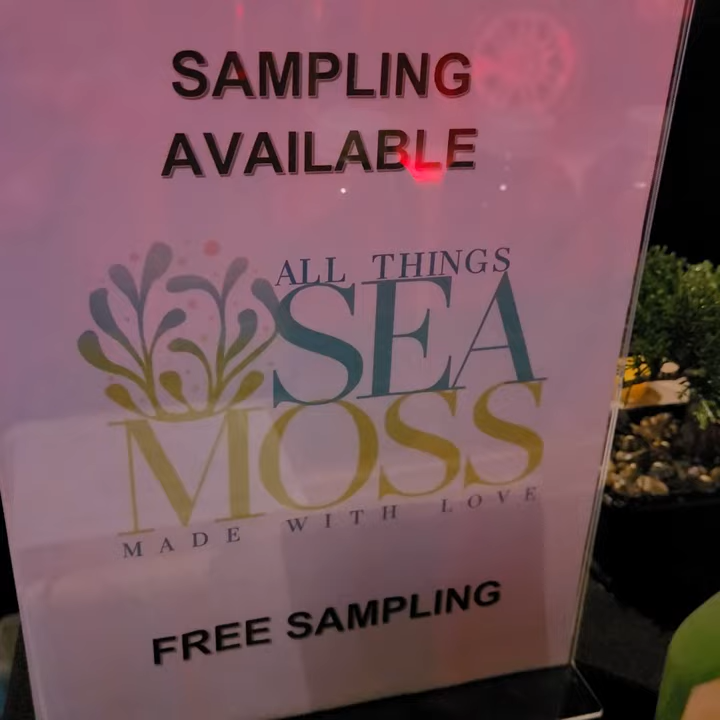 SAMPLING
AVAILABLE
ALL THINGS
SEA
MOSS
MADE WITH LOVE
FREE SAMPLING